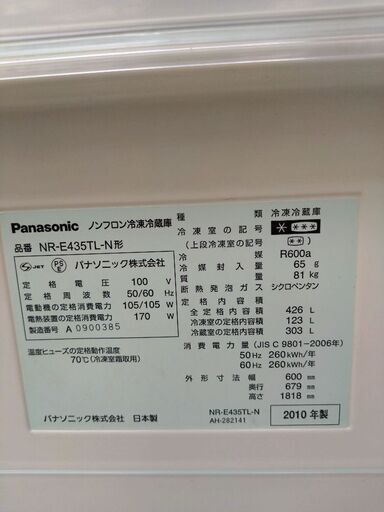 Panasonic ノンフロン冷凍冷蔵庫
品番 NR-E435TL-N形
S JET PS E パナソニック株式会社
定格電圧 100 V
定格周波数 50/60 Hz
電動機の定格消費電力 105/105 W
電熱装置の定格消費電力 170 W
製造番号 A 0900385
温度ヒューズの定格動作温度
70℃(冷凍室霜取用)
パナソニック株式会社 日本製
種類 冷凍冷蔵庫
冷凍室の記号
(上段冷凍室の記号)
冷媒 R600a
冷媒封入量 65 g
質量 81 kg
断熱発泡ガス シクロペンタン
定格内容積
全定格内容積 426 L
冷凍室の定格内容積 123 L
冷蔵室の定格内容積 303 L
消費電力量 (JIS C 9801-2006年)
50Hz 260kWh/年
60Hz 260kWh/年
外形寸法 幅 600 mm
奥行 679 mm
高さ 1818 mm
NR-E435TL-N
AH-282141
2010年製